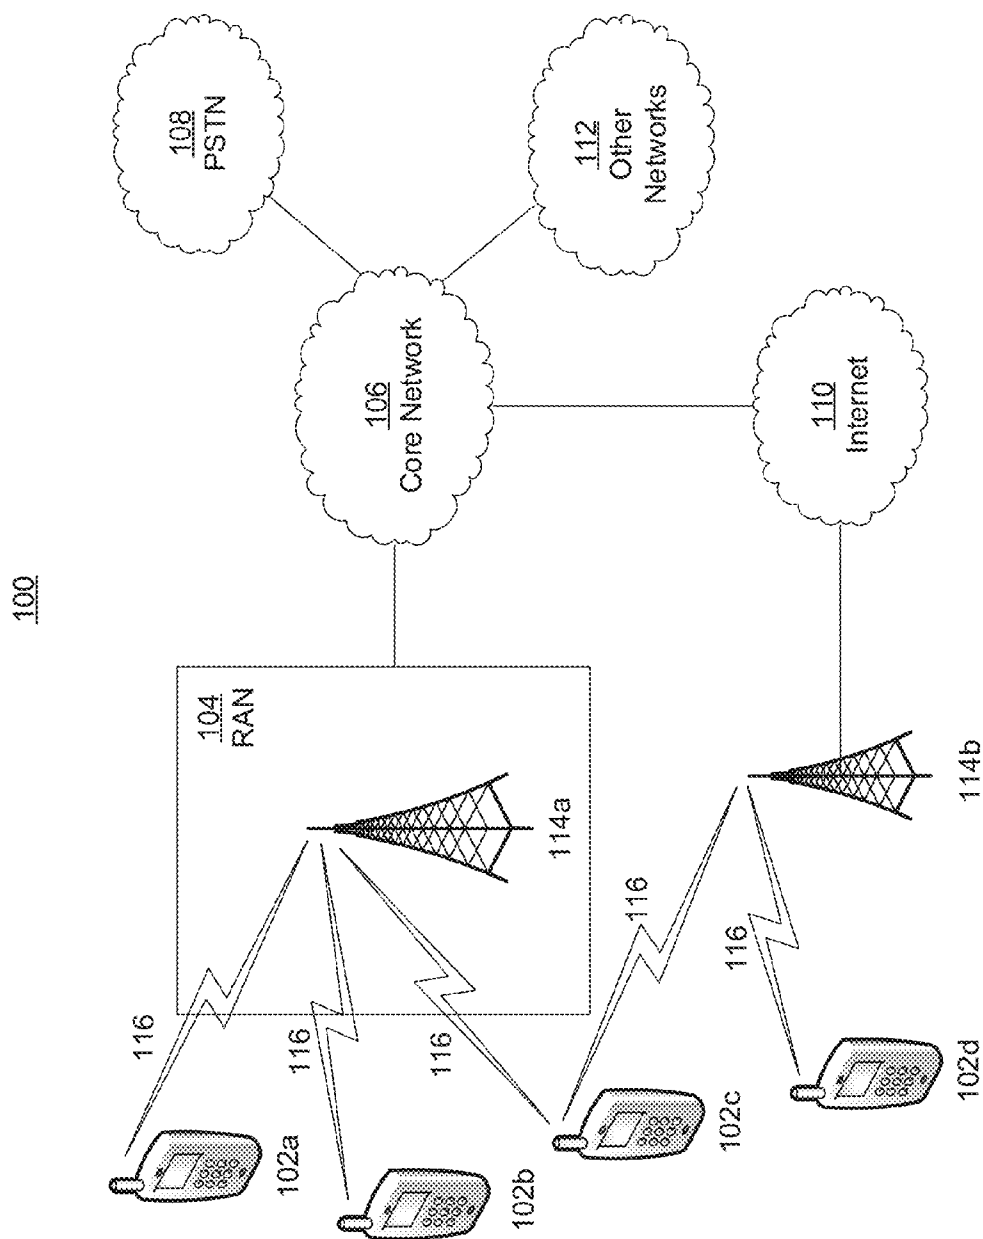 100
108
PSTN
106
Core Network
112
Other
Networks
110
Internet
104
RAN
114a
114b
116
116
116
116
116
102a
102b
102c
102d